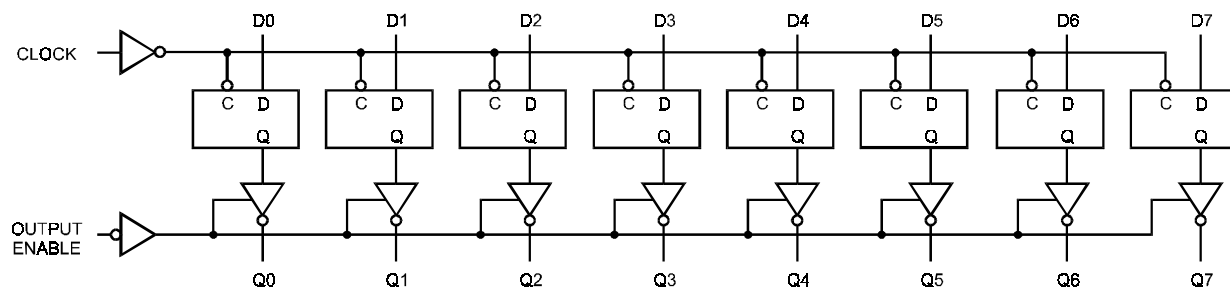 D0 D1 D2 D3 D4 D5 D6 D7
CLOCK
C D C D C D C D C D C D C D C D
Q Q Q Q Q Q Q Q
OUTPUT
ENABLE
Q0 Q1 Q2 Q3 Q4 Q5 Q6 Q7